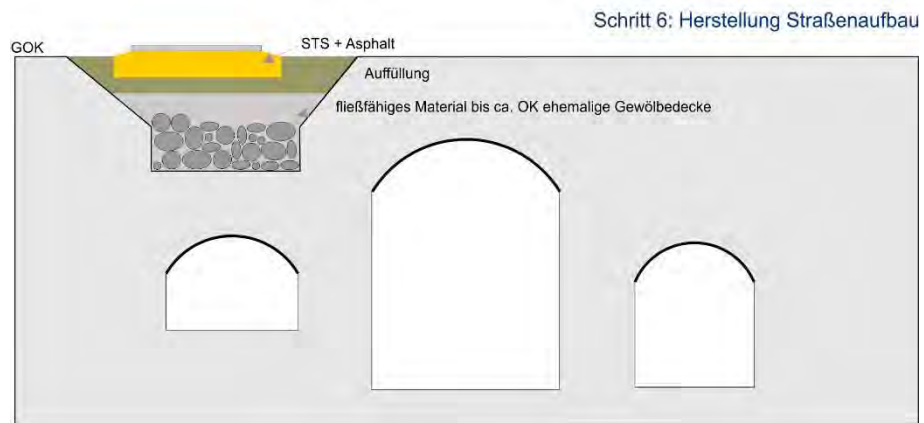 Schritt 6: Herstellung Straßenaufbau
GOK
STS + Asphalt
Auffüllung
fließfähiges Material bis ca. OK ehemalige Gewölbedecke